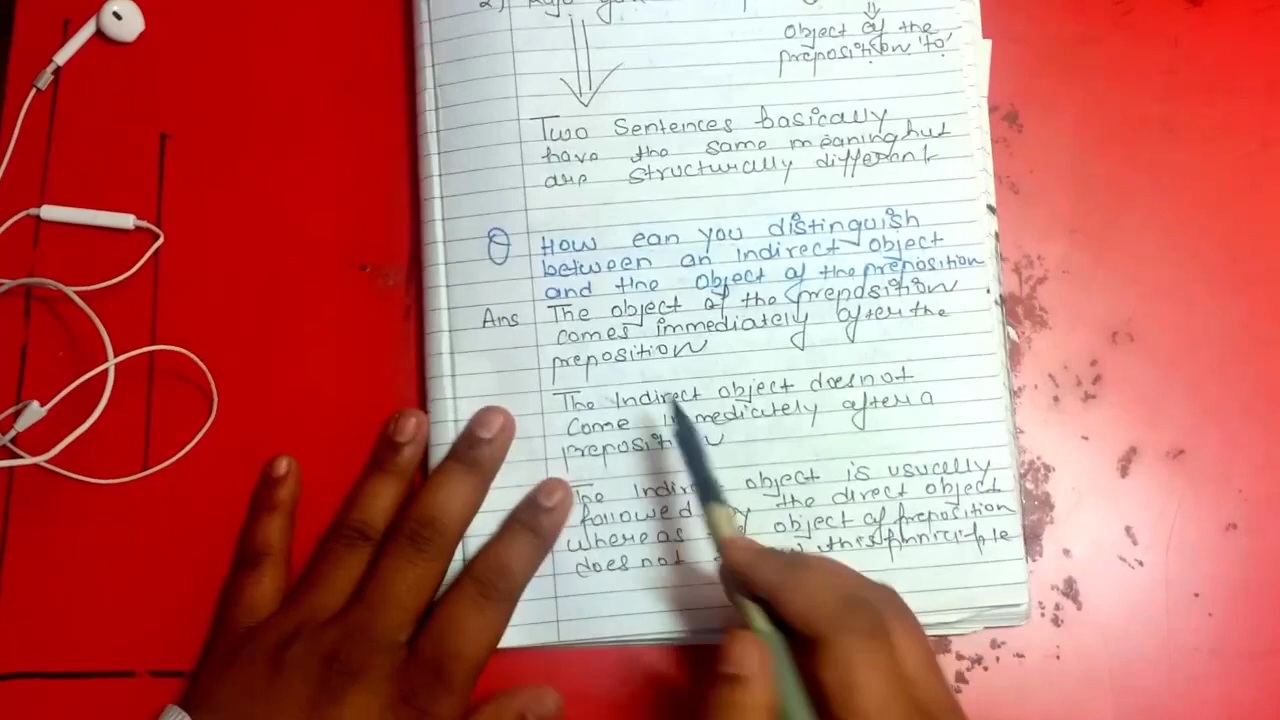 2)
object of the
preposition 'to'
Two Sentences basically
have the same meaning but
are structurally different
Q How can you distinguish
between an indirect object
and the object of the preposition
Ans The object of the preposition
comes immediately after the
preposition
The Indirect object does not
come immediately after a
preposition
The Indirect object is usually
followed by the direct object
whereas object of preposition
does not this principle